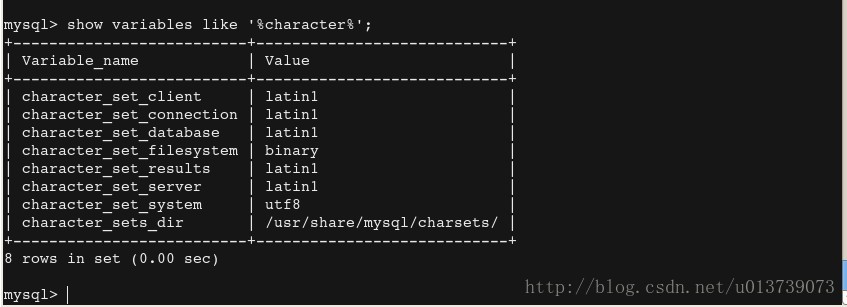 mysql> show variables like '%character%';
+--------------------------+----------------------------+
| Variable_name            | Value                      |
+--------------------------+----------------------------+
| character_set_client     | latin1                     |
| character_set_connection | latin1                     |
| character_set_database   | latin1                     |
| character_set_filesystem | binary                     |
| character_set_results    | latin1                     |
| character_set_server     | latin1                     |
| character_set_system     | utf8                       |
| character_sets_dir       | /usr/share/mysql/charsets/ |
+--------------------------+----------------------------+
8 rows in set (0.00 sec)
mysql>
http://blog.csdn.net/u013739073